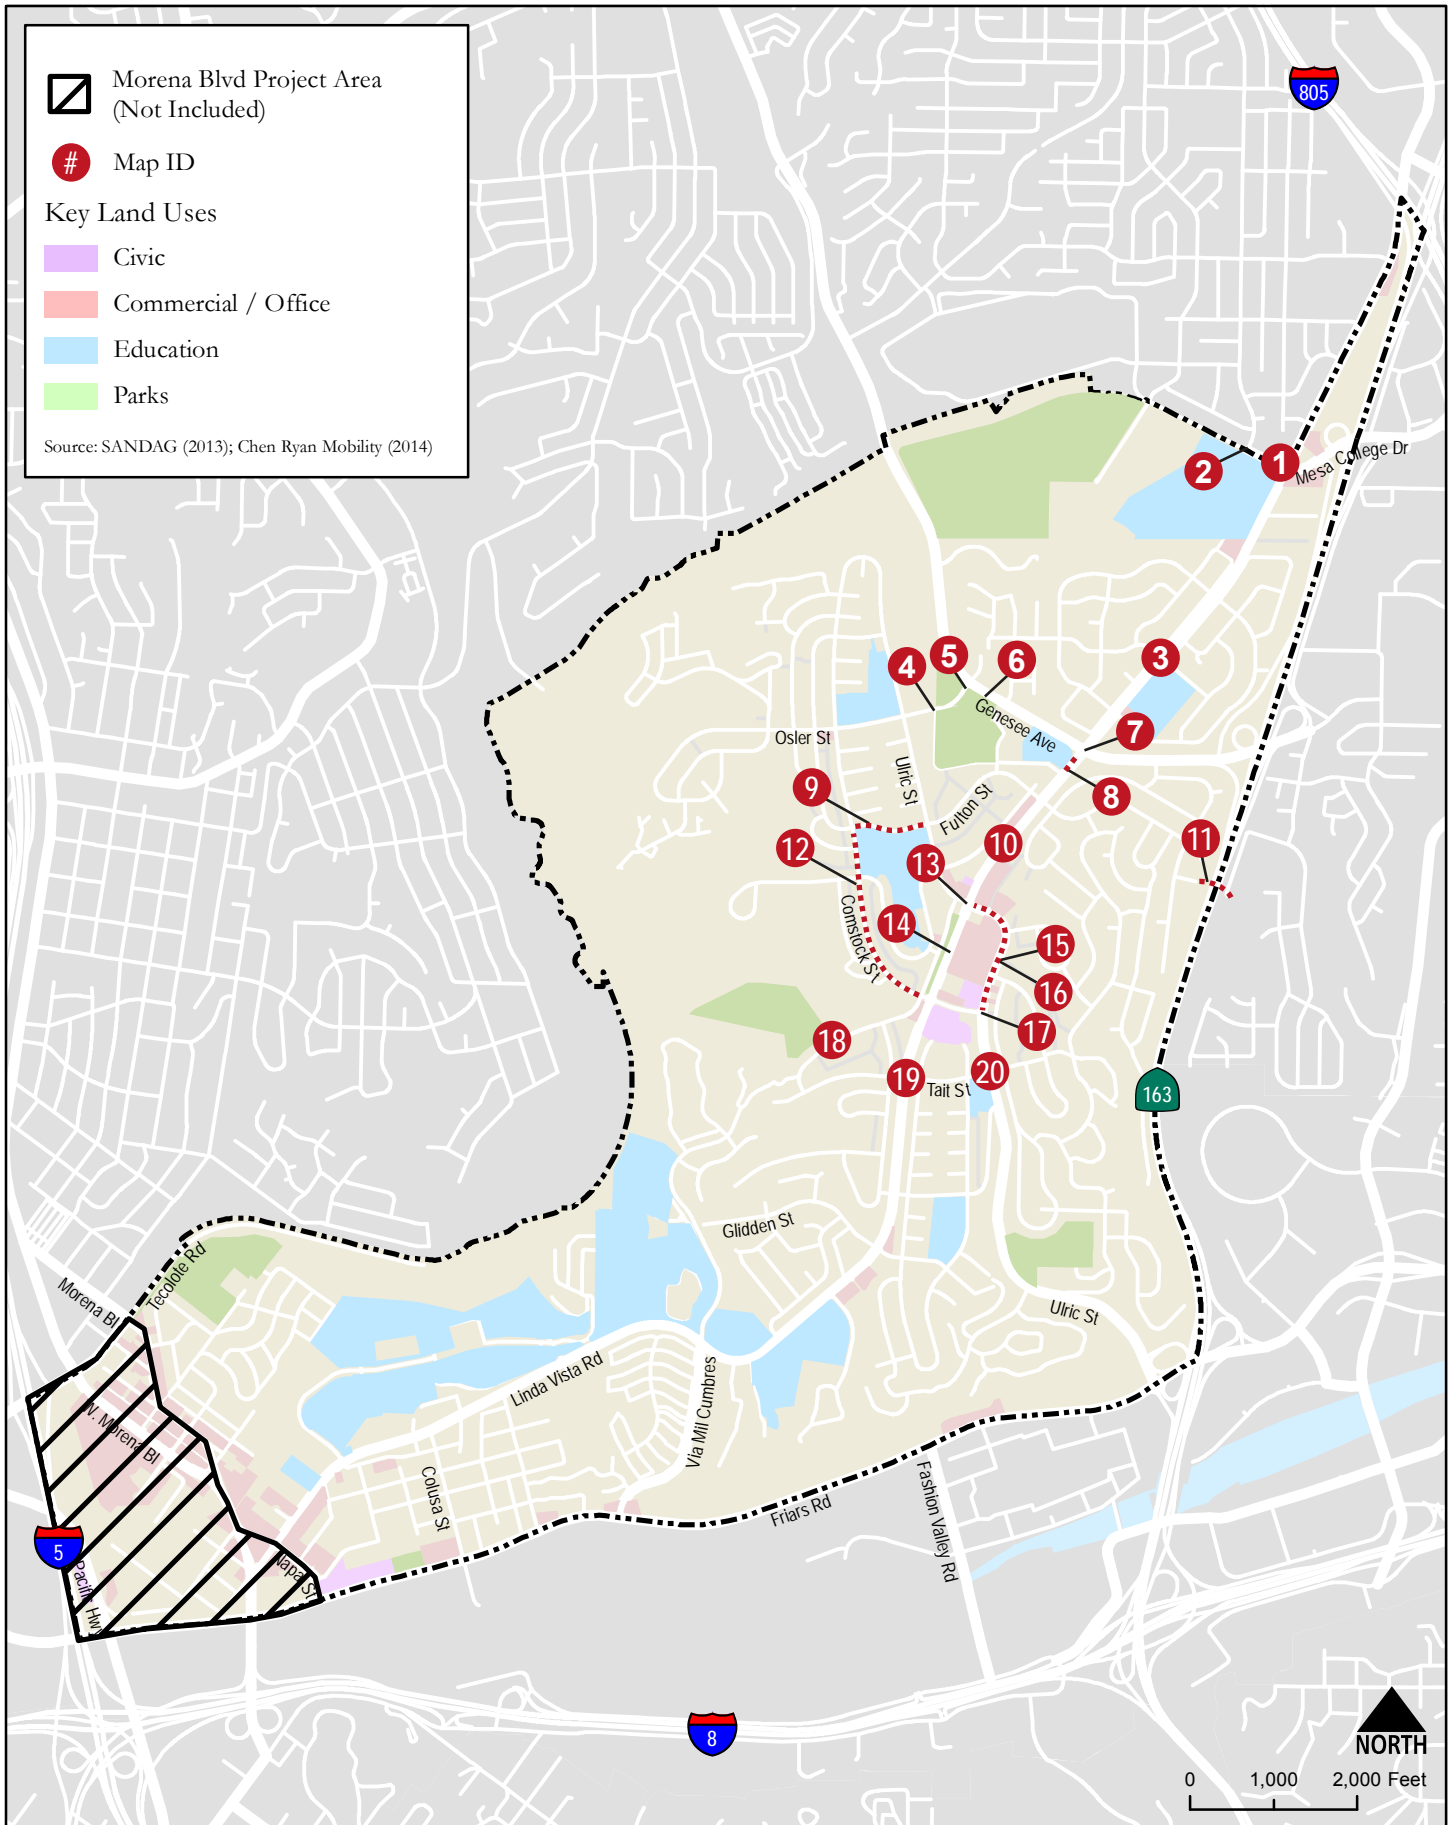 Morena Blvd Project Area
(Not Included)
#
Map ID
Key Land Uses
Civic
Commercial / Office
Education
Parks
Source: SANDAG (2013); Chen Ryan Mobility (2014)
805
1
2
Mesa College Dr
3
4
5
6
Genesee Ave
7
8
Osler St
Ulric St
Fulton St
9
10
11
12
13
14
Comstock St
15
16
17
18
19
20
Tait St
163
Glidden St
Ulric St
Tecolote Rd
Morena Bl
W. Morena Bl
Linda Vista Rd
Via Mil Cumbres
Colusa St
Napa St
Friars Rd
Fashion Valley Rd
5
Pacific Hwy
8
NORTH
0 1,000 2,000 Feet